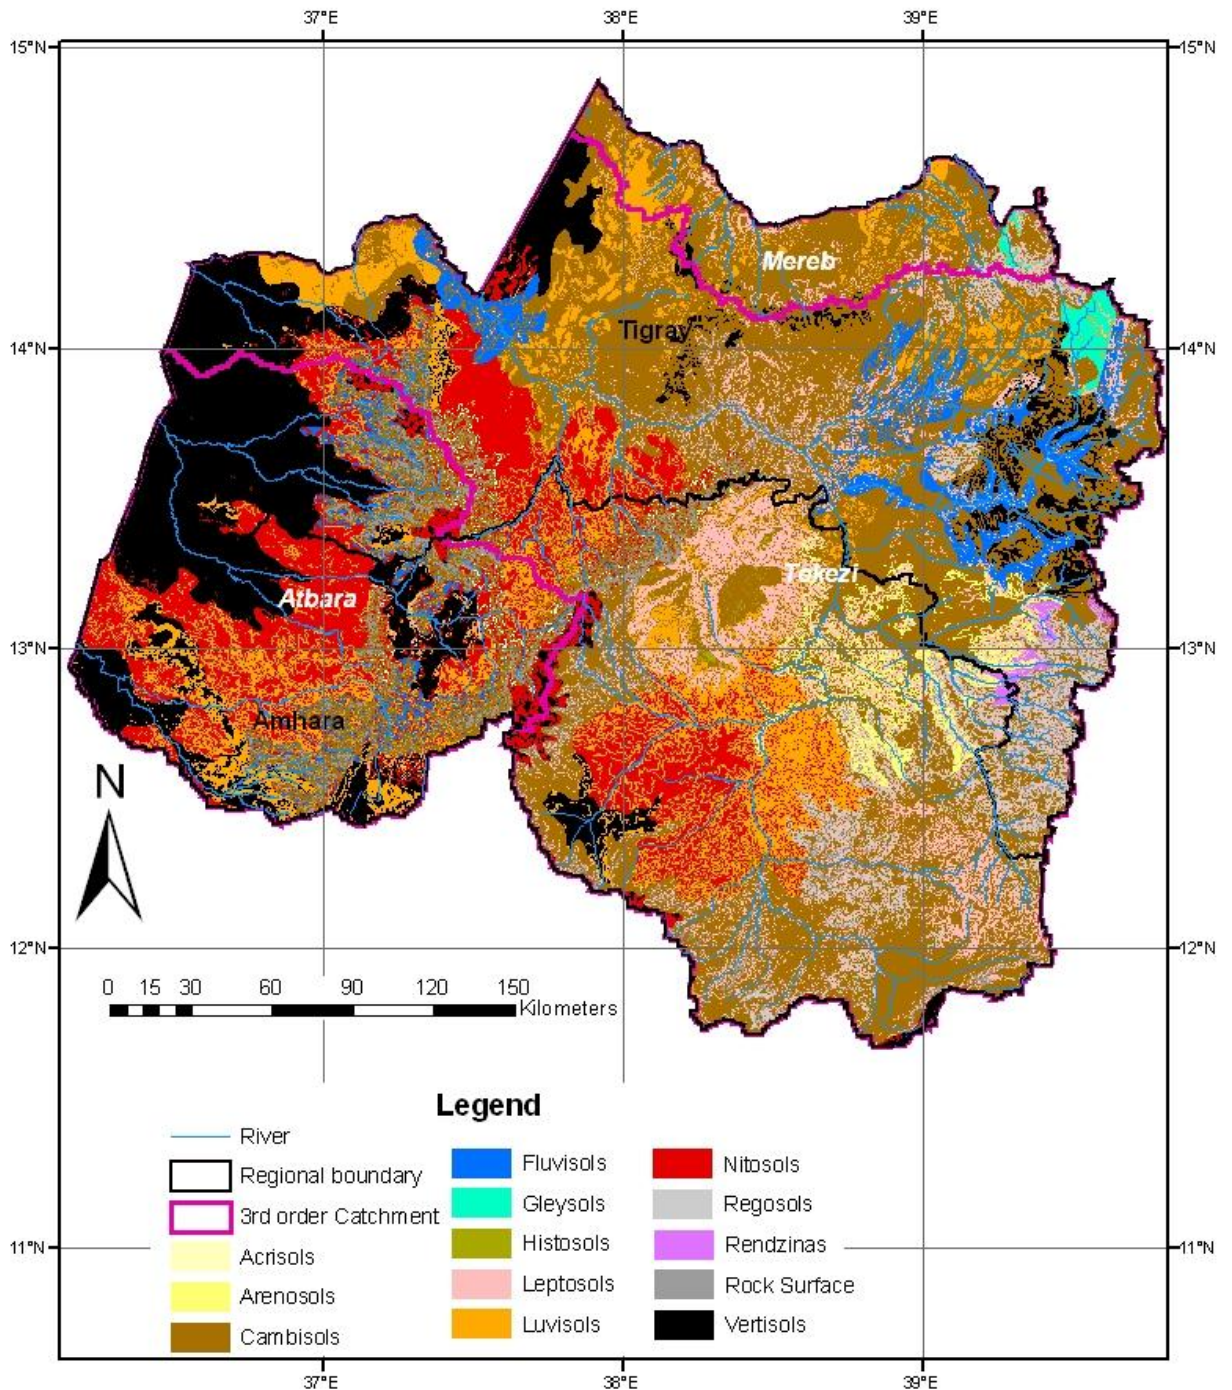 37°E 38°E 39°E
15°N 15°N
Mereb
Tigray
14°N 14°N
Tekezi
Atbara
13°N 13°N
Amhara
N
12°N 12°N
0 15 30 60 90 120 150
Kilometers
Legend
River
Regional boundary
3rd order Catchment
Acrisols
Arenosols
Cambisols
Fluvisols
Gleysols
Histosols
Leptosols
Luvisols
Nitosols
Regosols
Rendzinas
Rock Surface
Vertisols
11°N 11°N
37°E 38°E 39°E